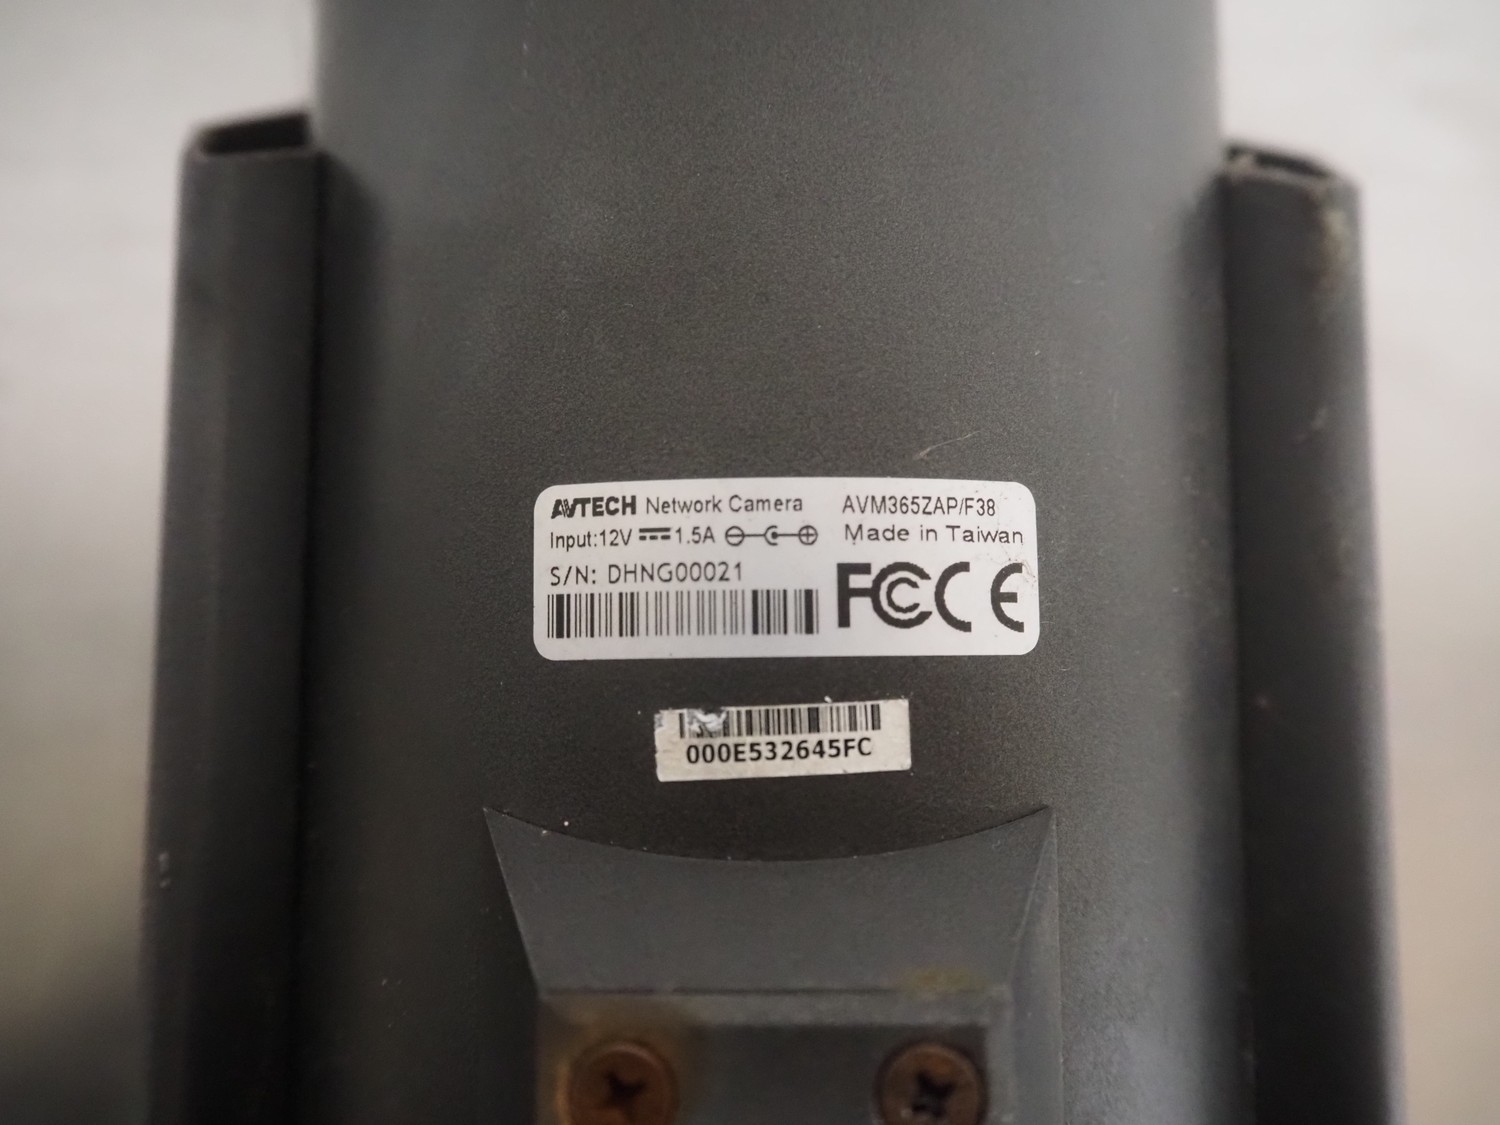 AVTECH Network Camera AVM365ZAP/F38
Input:12V 1.5A Made in Taiwan
S/N: DHNG00021
FC CE
000E532645FC